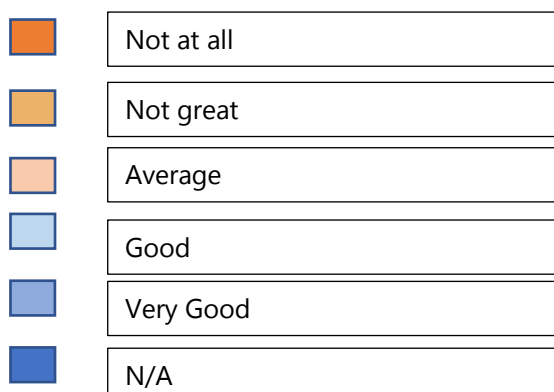 Not at all
Not great
Average
Good
Very Good
N/A